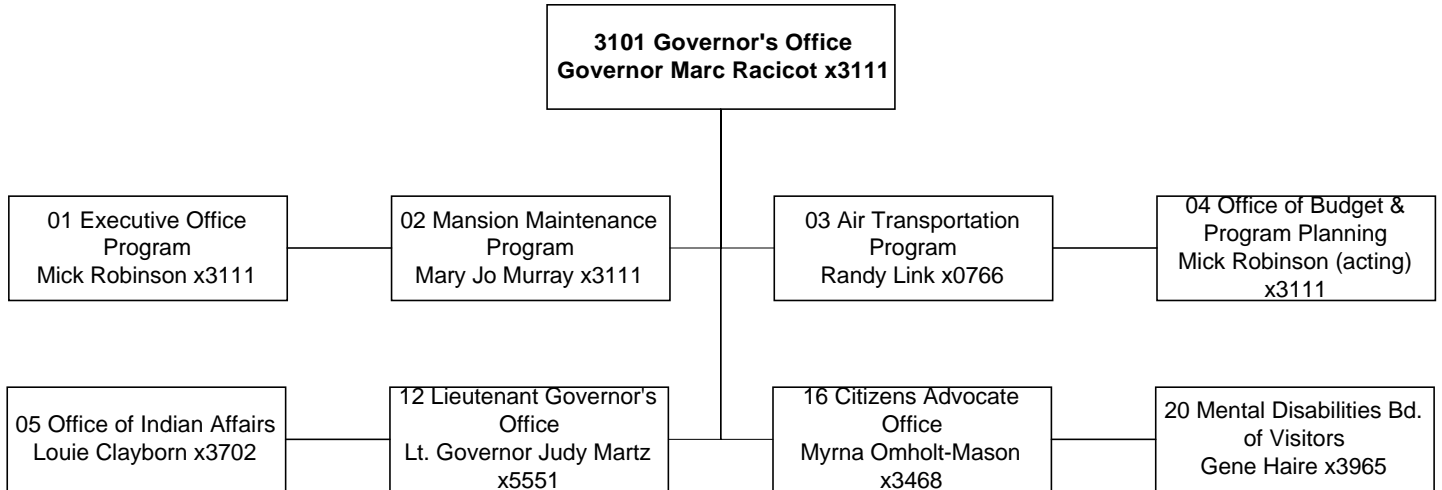 3101 Governor's Office
Governor Marc Racicot x3111
01 Executive Office
Program
Mick Robinson x3111
02 Mansion Maintenance
Program
Mary Jo Murray x3111
03 Air Transportation
Program
Randy Link x0766
04 Office of Budget &
Program Planning
Mick Robinson (acting)
x3111
05 Office of Indian Affairs
Louie Clayborn x3702
12 Lieutenant Governor's
Office
Lt. Governor Judy Martz
x5551
16 Citizens Advocate
Office
Myrna Omholt-Mason
x3468
20 Mental Disabilities Bd.
of Visitors
Gene Haire x3965